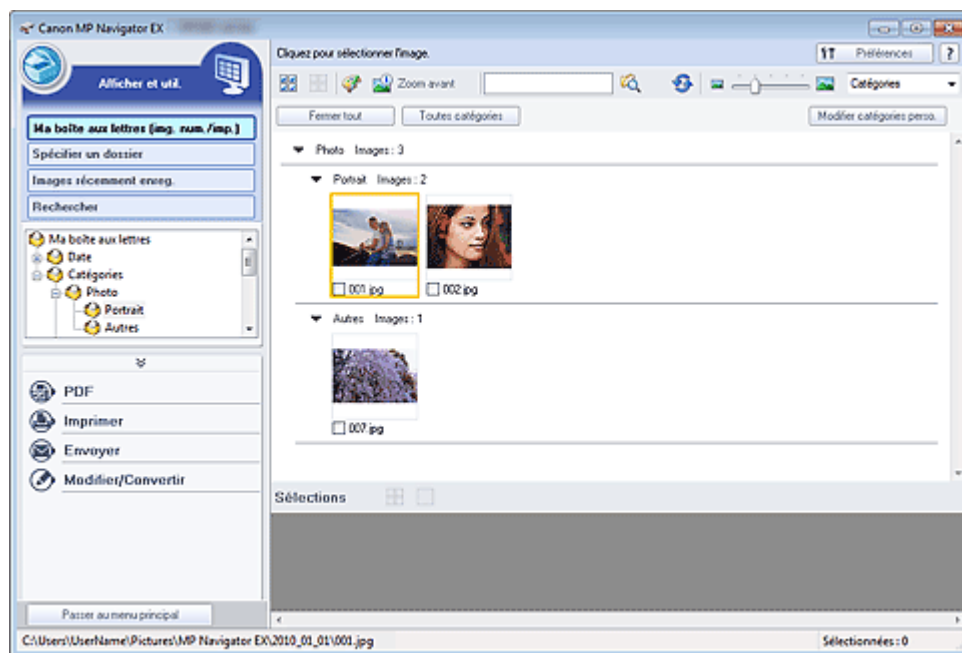 Canon MP Navigator EX
Afficher et util.
Cliquez pour sélectionner l'image.
Préférences
?
Zoom avant
Catégories
Fermer tout
Toutes catégories
Modifier catégories perso.
Ma boîte aux lettres (img. num./imp.)
Spécifier un dossier
Images récemment enreg.
Rechercher
Ma boîte aux lettres
Date
Catégories
Photo
Portrait
Autres
Photo Images : 3
Portrait Images : 2
001.jpg
002.jpg
Autres Images : 1
007.jpg
PDF
Imprimer
Envoyer
Modifier/Convertir
Sélections
Passer au menu principal
C:\Users\UserName\Pictures\MP Navigator EX\2010_01_01\001.jpg
Sélectionnées : 0